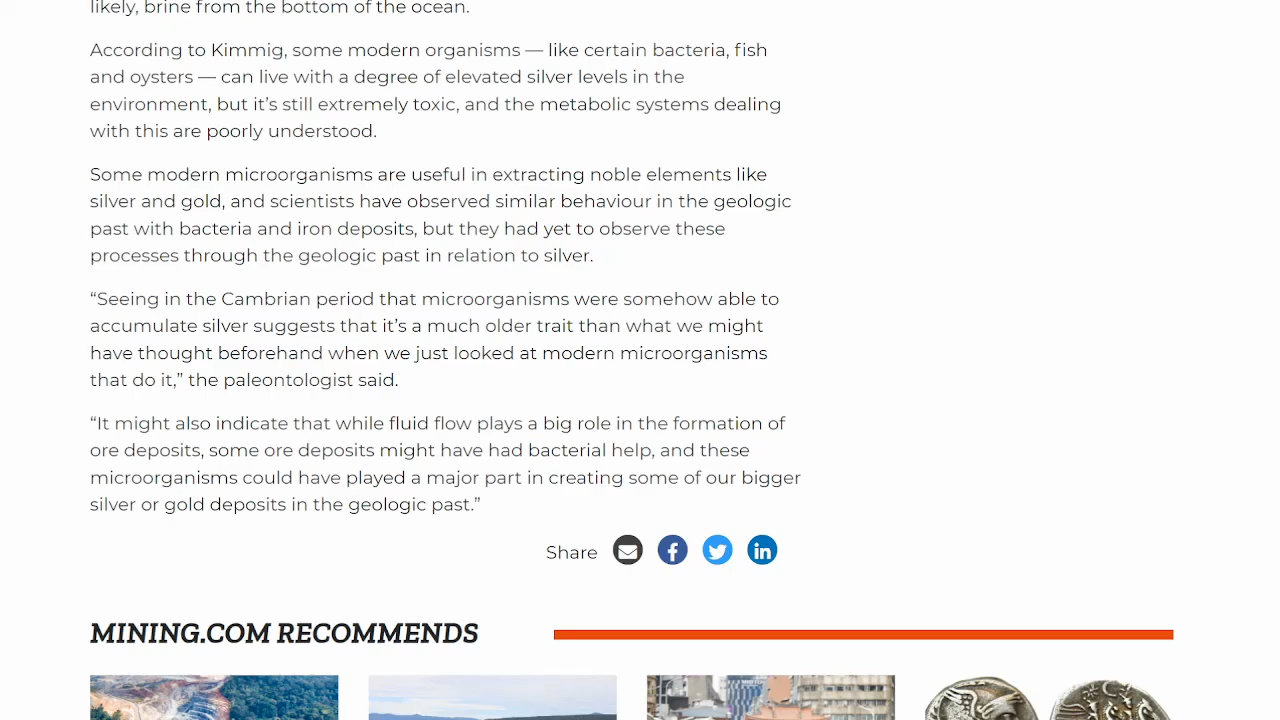 likely, brine from the bottom of the ocean.
According to Kimmig, some modern organisms — like certain bacteria, fish
and oysters — can live with a degree of elevated silver levels in the
environment, but it’s still extremely toxic, and the metabolic systems dealing
with this are poorly understood.
Some modern microorganisms are useful in extracting noble elements like
silver and gold, and scientists have observed similar behaviour in the geologic
past with bacteria and iron deposits, but they had yet to observe these
processes through the geologic past in relation to silver.
“Seeing in the Cambrian period that microorganisms were somehow able to
accumulate silver suggests that it’s a much older trait than what we might
have thought beforehand when we just looked at modern microorganisms
that do it,” the paleontologist said.
“It might also indicate that while fluid flow plays a big role in the formation of
ore deposits, some ore deposits might have had bacterial help, and these
microorganisms could have played a major part in creating some of our bigger
silver or gold deposits in the geologic past.”
Share
MINING.COM RECOMMENDS